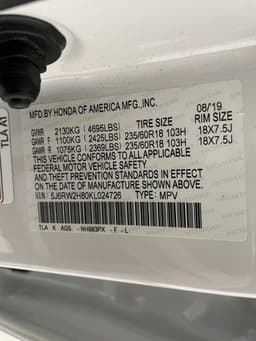 TLA A1
MFD.BY HONDA OF AMERICA MFG.,INC. 08/19
TIRE SIZE RIM SIZE
GVWR 2130KG (4695LBS)
GAWR F 1100KG (2425LBS) 235/60R18 103H 18X7.5J
GAWR R 1075KG (2369LBS) 235/60R18 103H 18X7.5J
THIS VEHICLE CONFORMS TO ALL APPLICABLE
FEDERAL MOTOR VEHICLE SAFETY
AND THEFT PREVENTION STANDARDS IN EFFECT
ON THE DATE OF MANUFACTURE SHOWN ABOVE.
V.I.N.: 5J6RW2H80KL024726 TYPE: MPV
TLA K AG5 - NH883PX - F - L